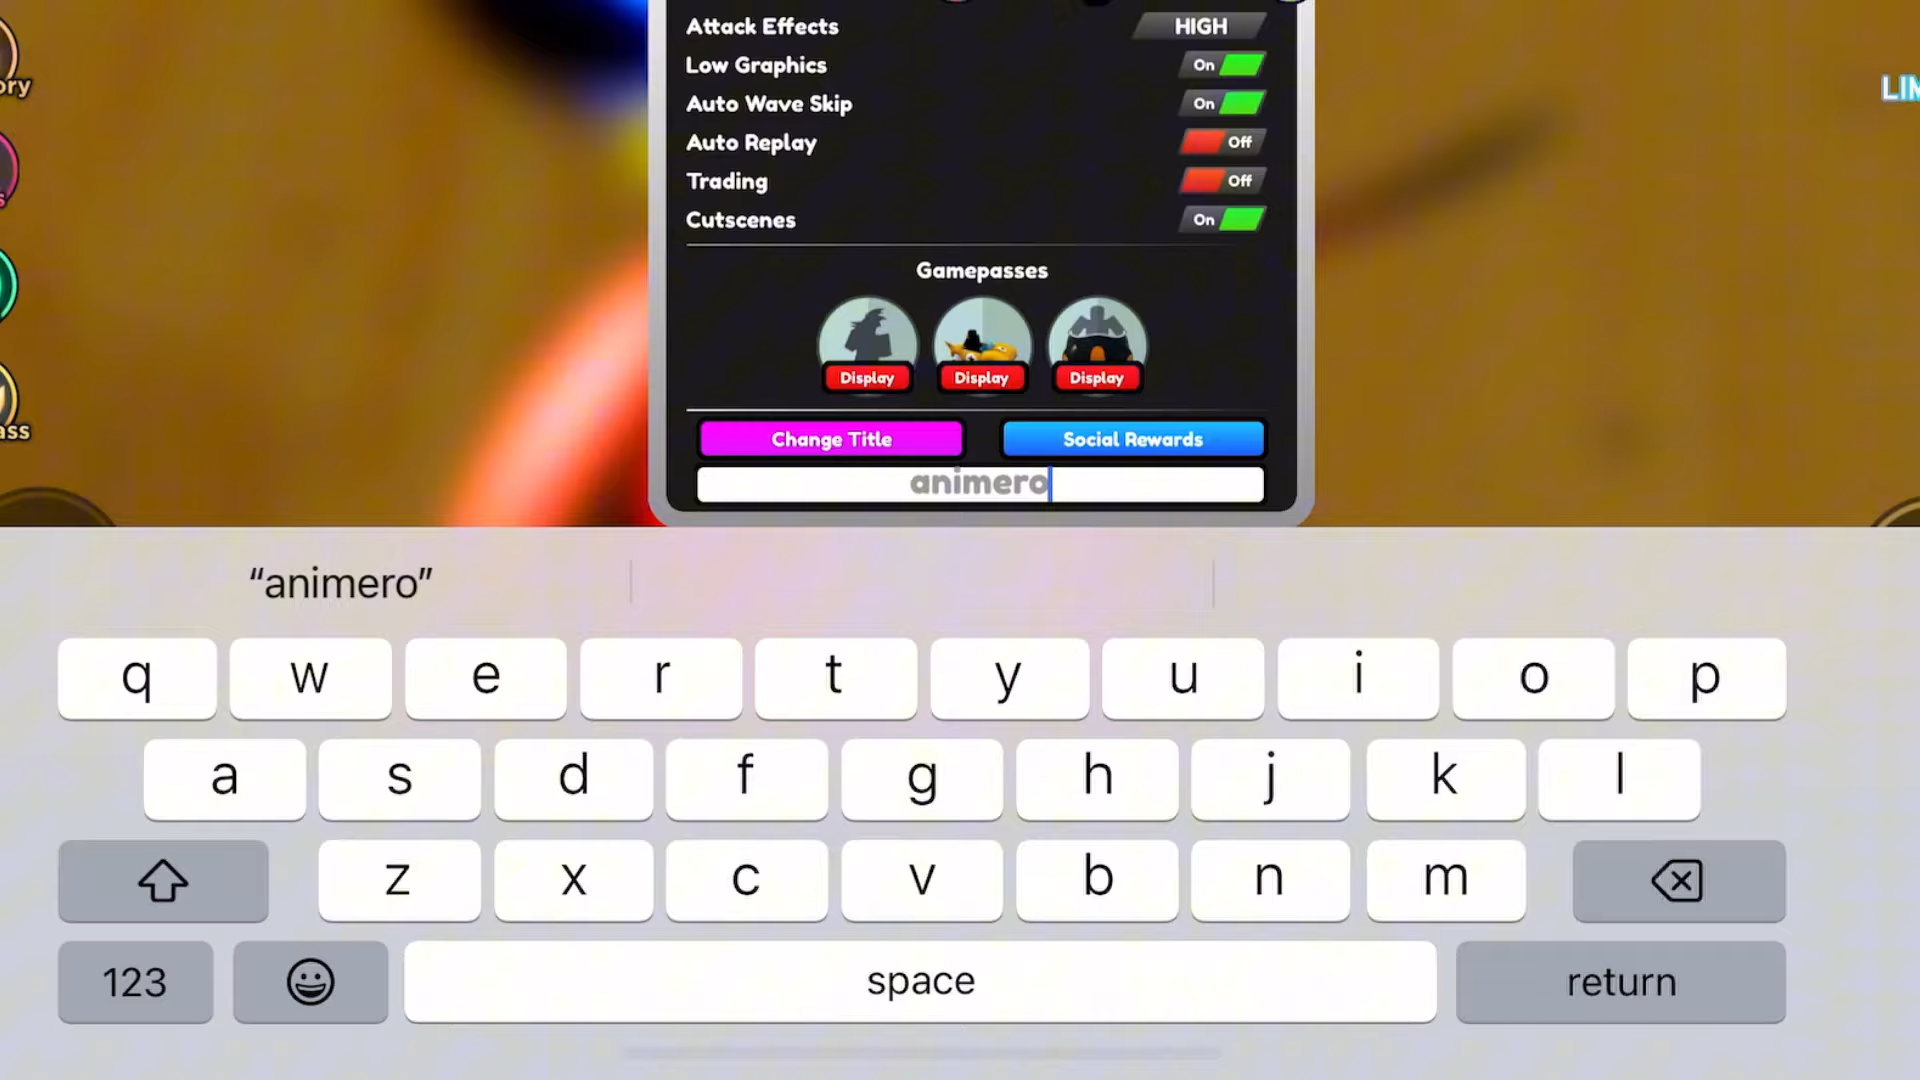 Attack Effects HIGH
Low Graphics On
Auto Wave Skip On
Auto Replay Off
Trading Off
Cutscenes On
Gamepasses
Display Display Display
Change Title Social Rewards
animero
ory
s
ass
LIM
“animero”
q w e r t y u i o p
a s d f g h j k l
z x c v b n m
123 space return